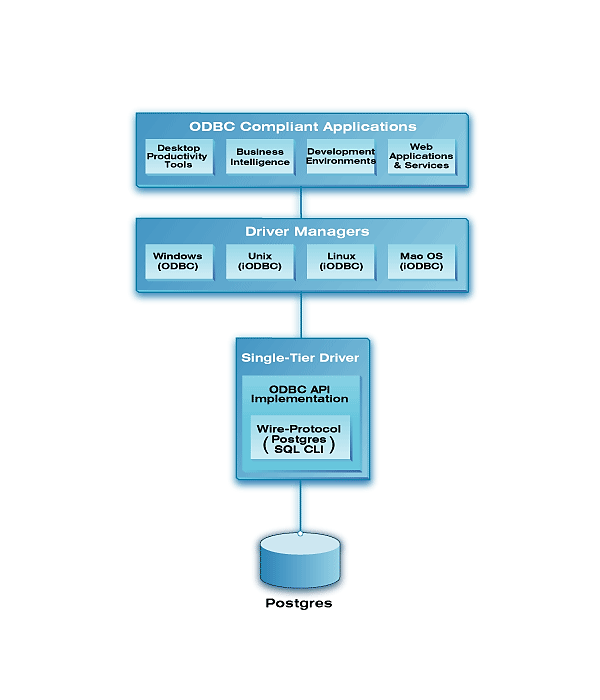 ODBC Compliant Applications
Desktop
Productivity
Tools
Business
Intelligence
Development
Environments
Web
Applications
& Services
Driver Managers
Windows
(ODBC)
Unix
(iODBC)
Linux
(iODBC)
Mac OS
(iODBC)
Single-Tier Driver
ODBC API
Implementation
Wire-Protocol
(Postgres
SQL CLI)
Postgres